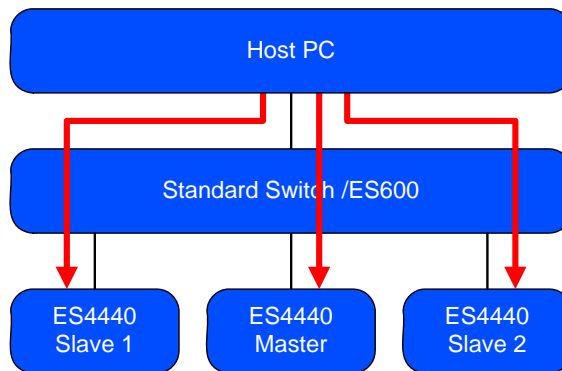 Host PC
Standard Switch /ES600
ES4440
Slave 1
ES4440
Master
ES4440
Slave 2